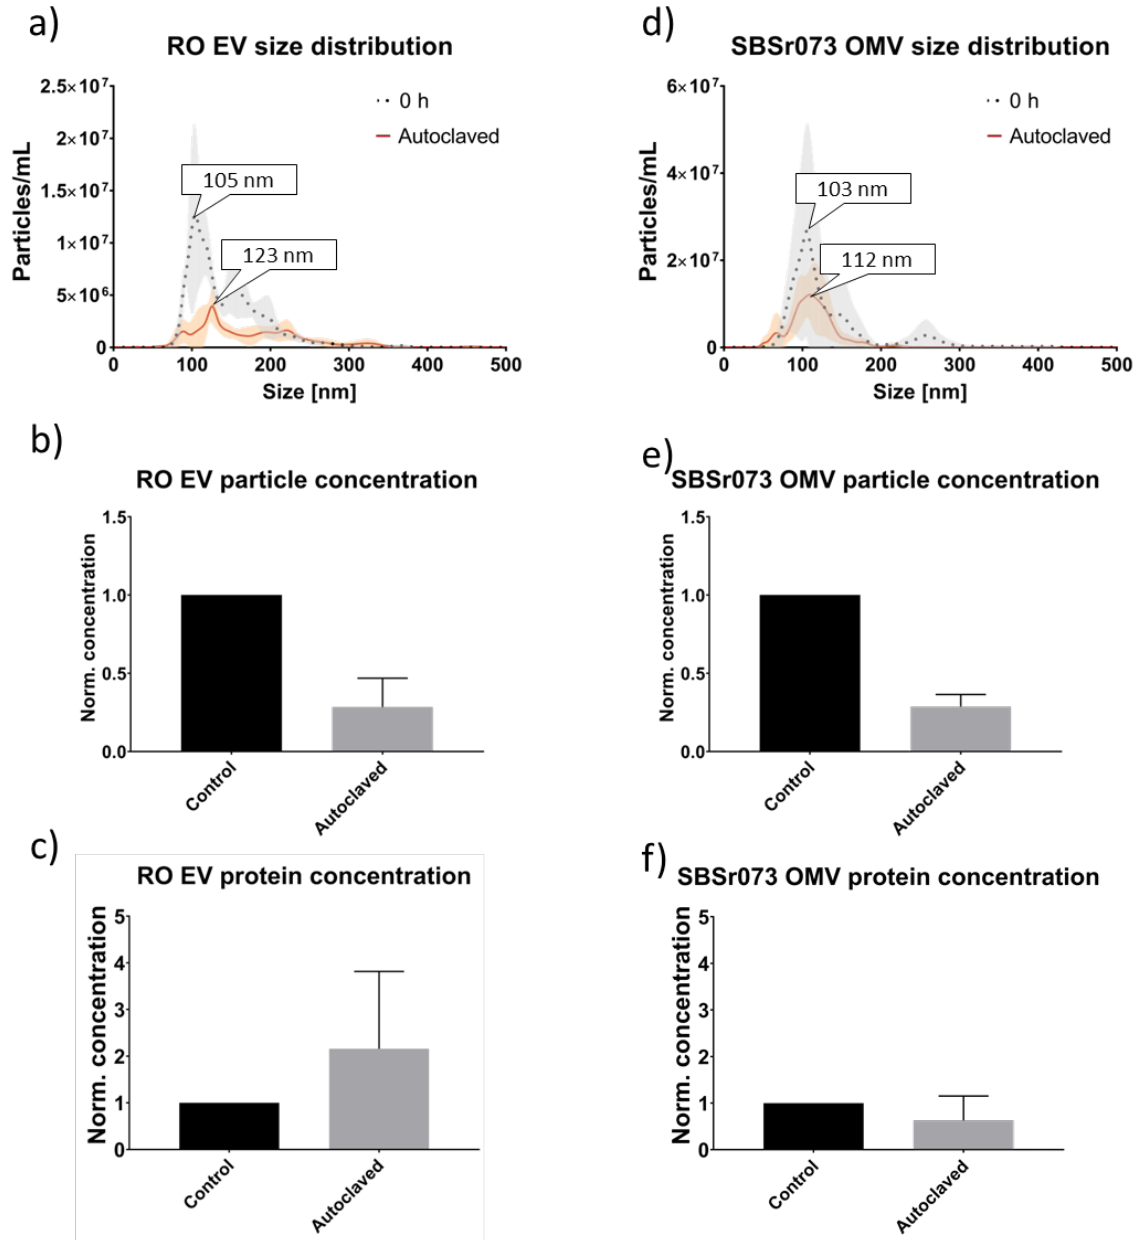 a)
RO EV size distribution
2.5×10⁷
2×10⁷
1.5×10⁷
1×10⁷
5×10⁶
0
Particles/mL
0 h
Autoclaved
105 nm
123 nm
0 100 200 300 400 500
Size [nm]
d)
SBSr073 OMV size distribution
6×10⁷
4×10⁷
2×10⁷
0
Particles/mL
0 h
Autoclaved
103 nm
112 nm
0 100 200 300 400 500
Size [nm]
b)
RO EV particle concentration
1.5
1.0
0.5
0.0
Norm. concentration
Control
Autoclaved
e)
SBSr073 OMV particle concentration
1.5
1.0
0.5
0.0
Norm. concentration
Control
Autoclaved
c)
RO EV protein concentration
5
4
3
2
1
0
Norm. concentration
Control
Autoclaved
f)
SBSr073 OMV protein concentration
5
4
3
2
1
0
Norm. concentration
Control
Autoclaved